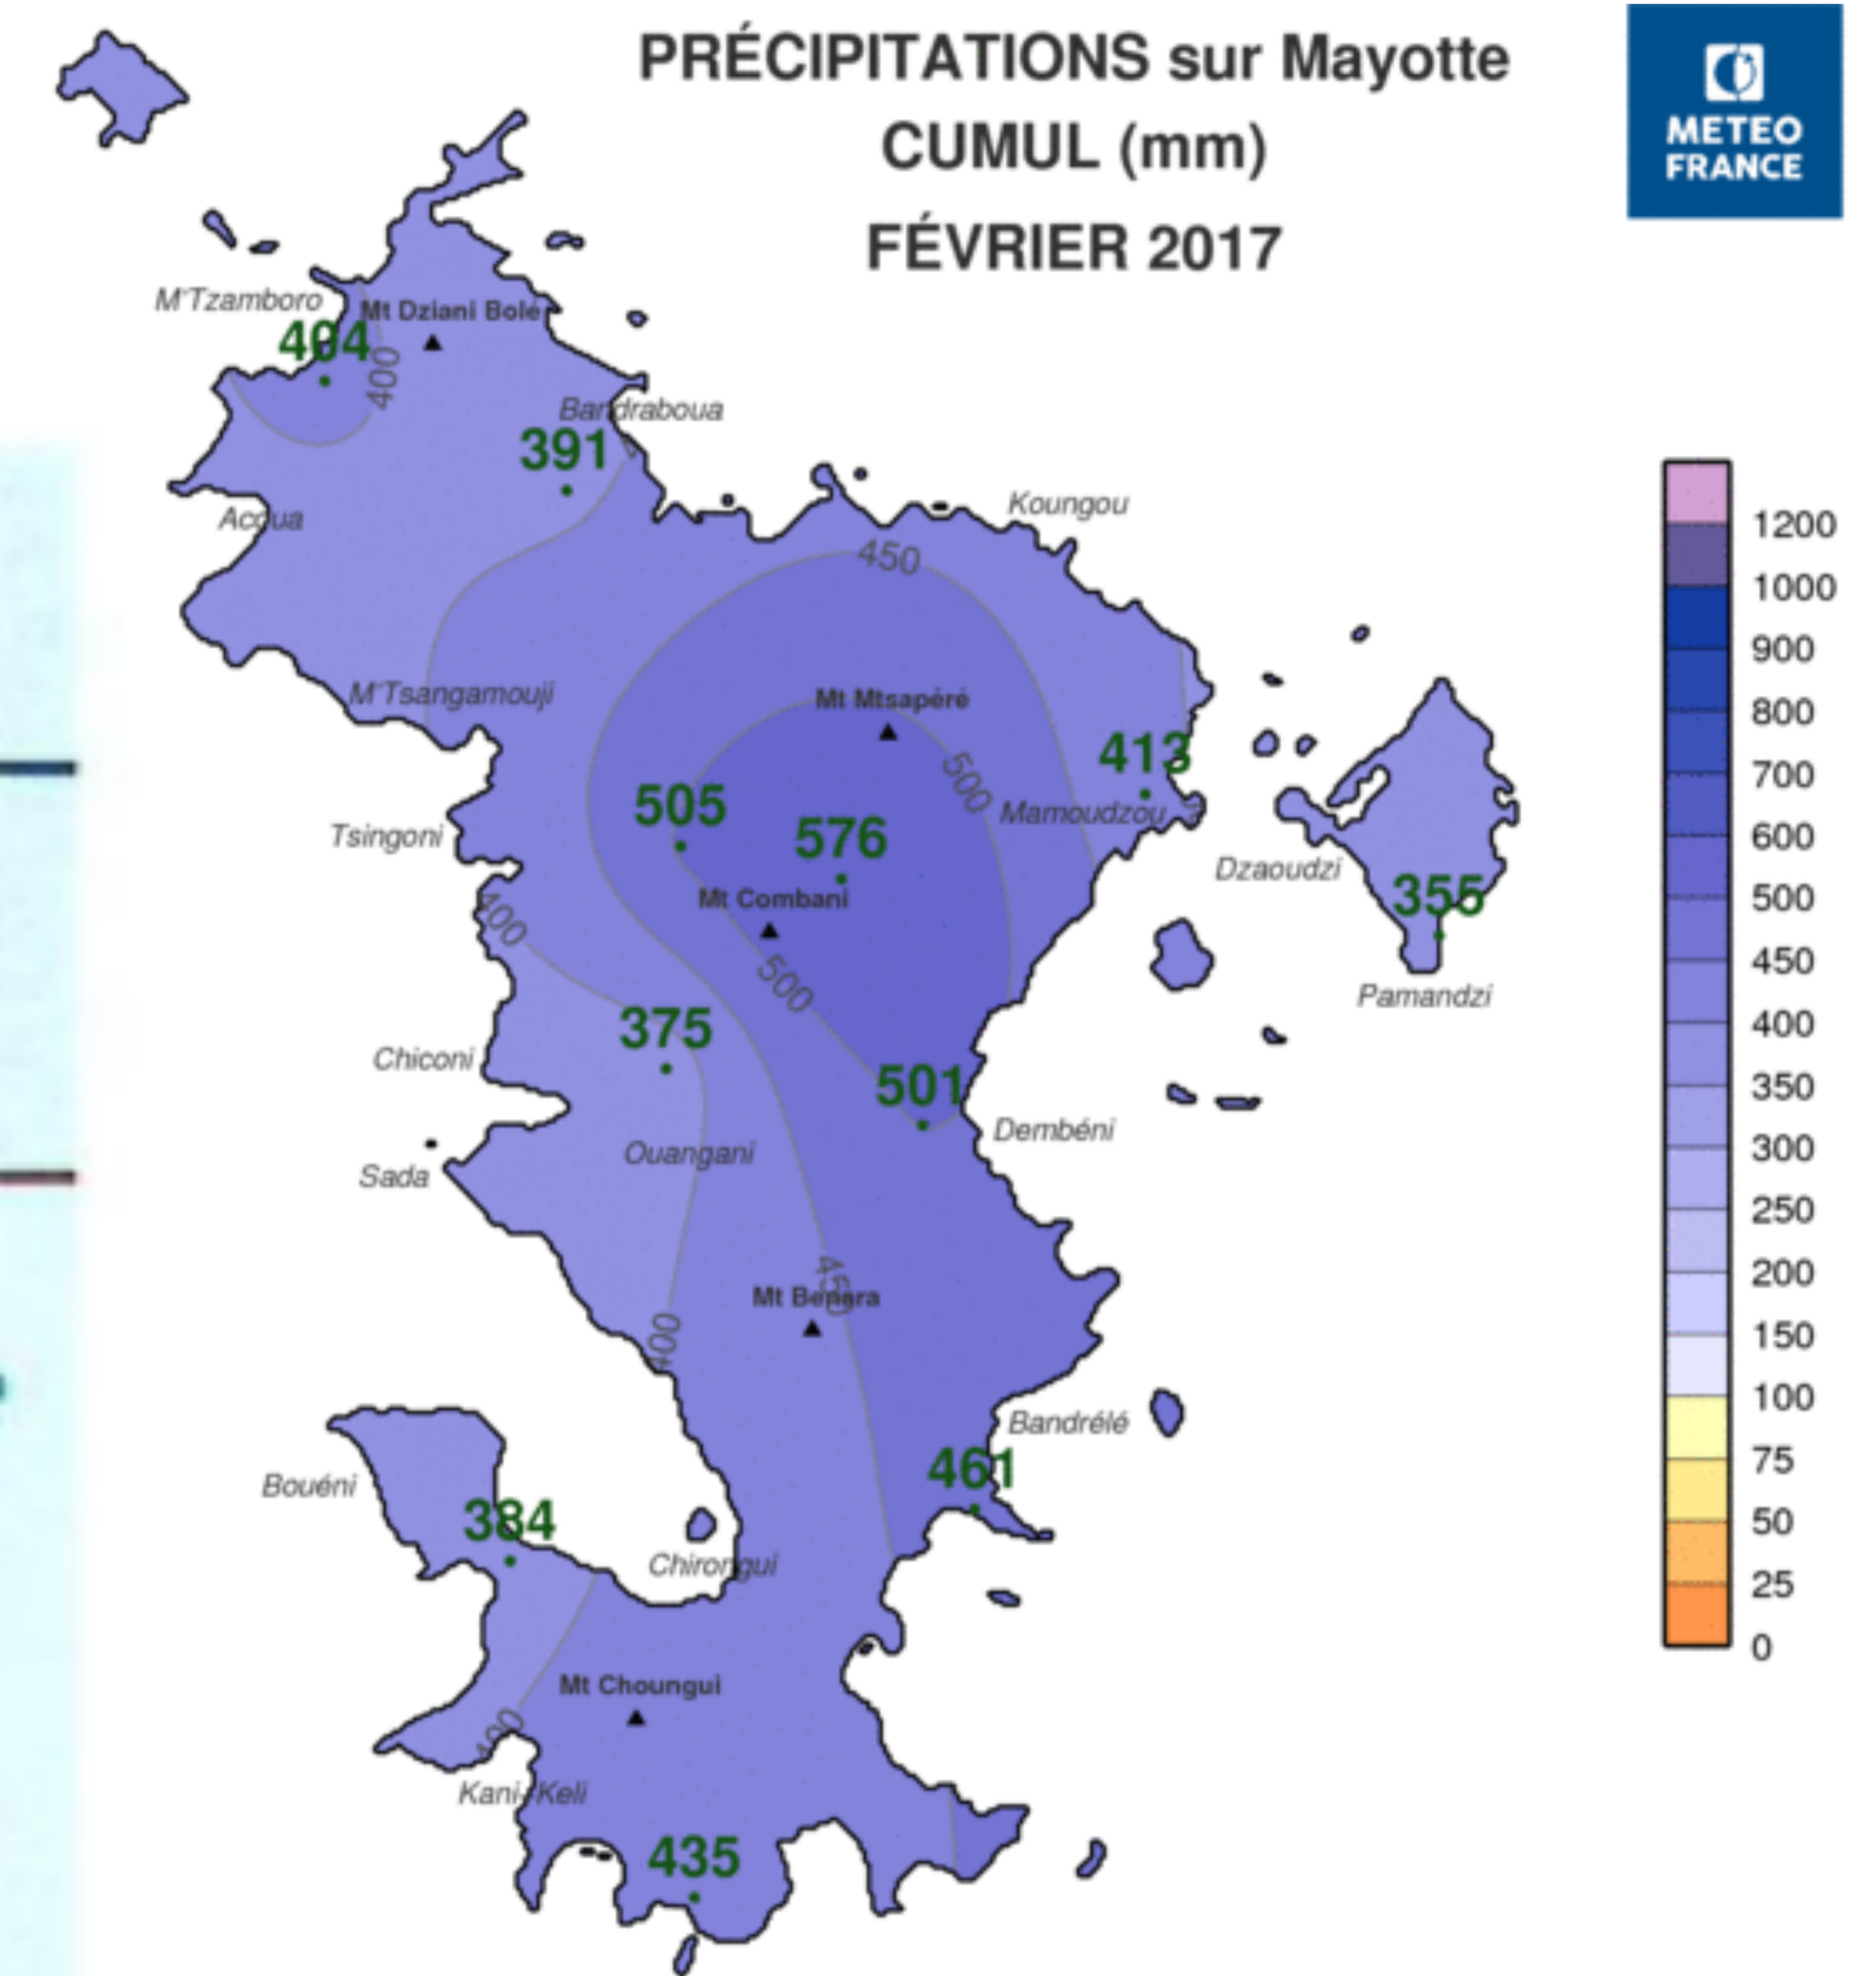 PRÉCIPITATIONS sur Mayotte
CUMUL (mm)
FÉVRIER 2017
METEO
FRANCE
M'Tzamboro
Mt Dziani Bolé
404
400
Bandraboua
391
Acoua
Koungou
450
M'Tsangamouji
Mt Mtsapéré
413
500
505
Mamoudzou
576
Tsingoni
Dzaoudzi
355
Mt Combani
400
500
Pamandzi
375
Chiconi
501
Dembéni
Ouangani
Sada
450
Mt Benara
400
Bandrélé
461
Bouéni
384
Chirongui
Mt Choungui
400
Kani-Keli
435
1200
1000
900
800
700
600
500
450
400
350
300
250
200
150
100
75
50
25
0